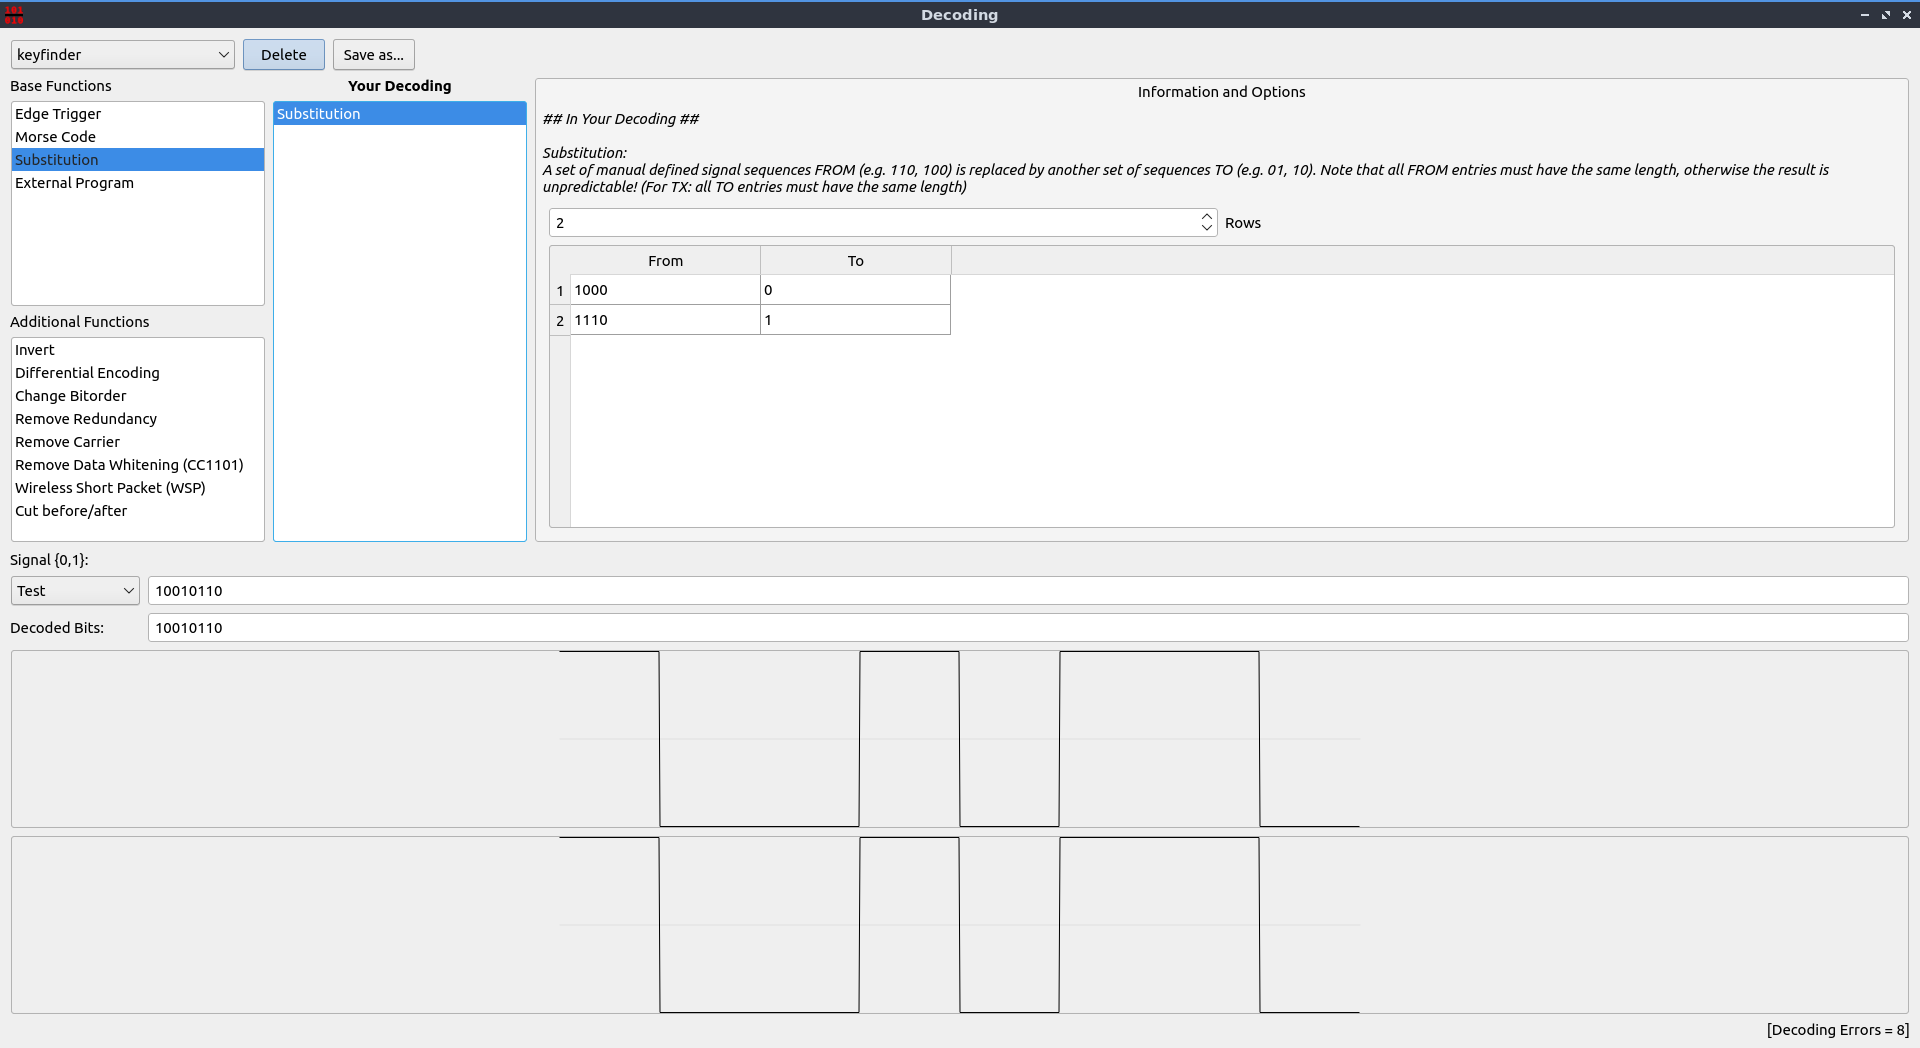 101
010
Decoding
keyfinder
Delete
Save as...
Base Functions
Your Decoding
Information and Options
Edge Trigger
Morse Code
Substitution
External Program
Substitution
## In Your Decoding ##
Substitution:
A set of manual defined signal sequences FROM (e.g. 110, 100) is replaced by another set of sequences TO (e.g. 01, 10). Note that all FROM entries must have the same length, otherwise the result is
unpredictable! (For TX: all TO entries must have the same length)
2 Rows
From To
1 1000 0
2 1110 1
Additional Functions
Invert
Differential Encoding
Change Bitorder
Remove Redundancy
Remove Carrier
Remove Data Whitening (CC1101)
Wireless Short Packet (WSP)
Cut before/after
Signal {0,1}:
Test 10010110
Decoded Bits: 10010110
[Decoding Errors = 8]